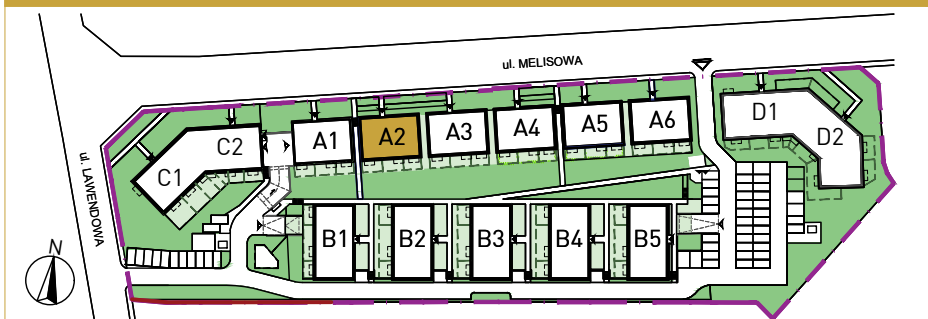 ul. MELISOWA
ul. LAWENDOWA
C1
C2
A1
A2
A3
A4
A5
A6
D1
D2
B1
B2
B3
B4
B5
N